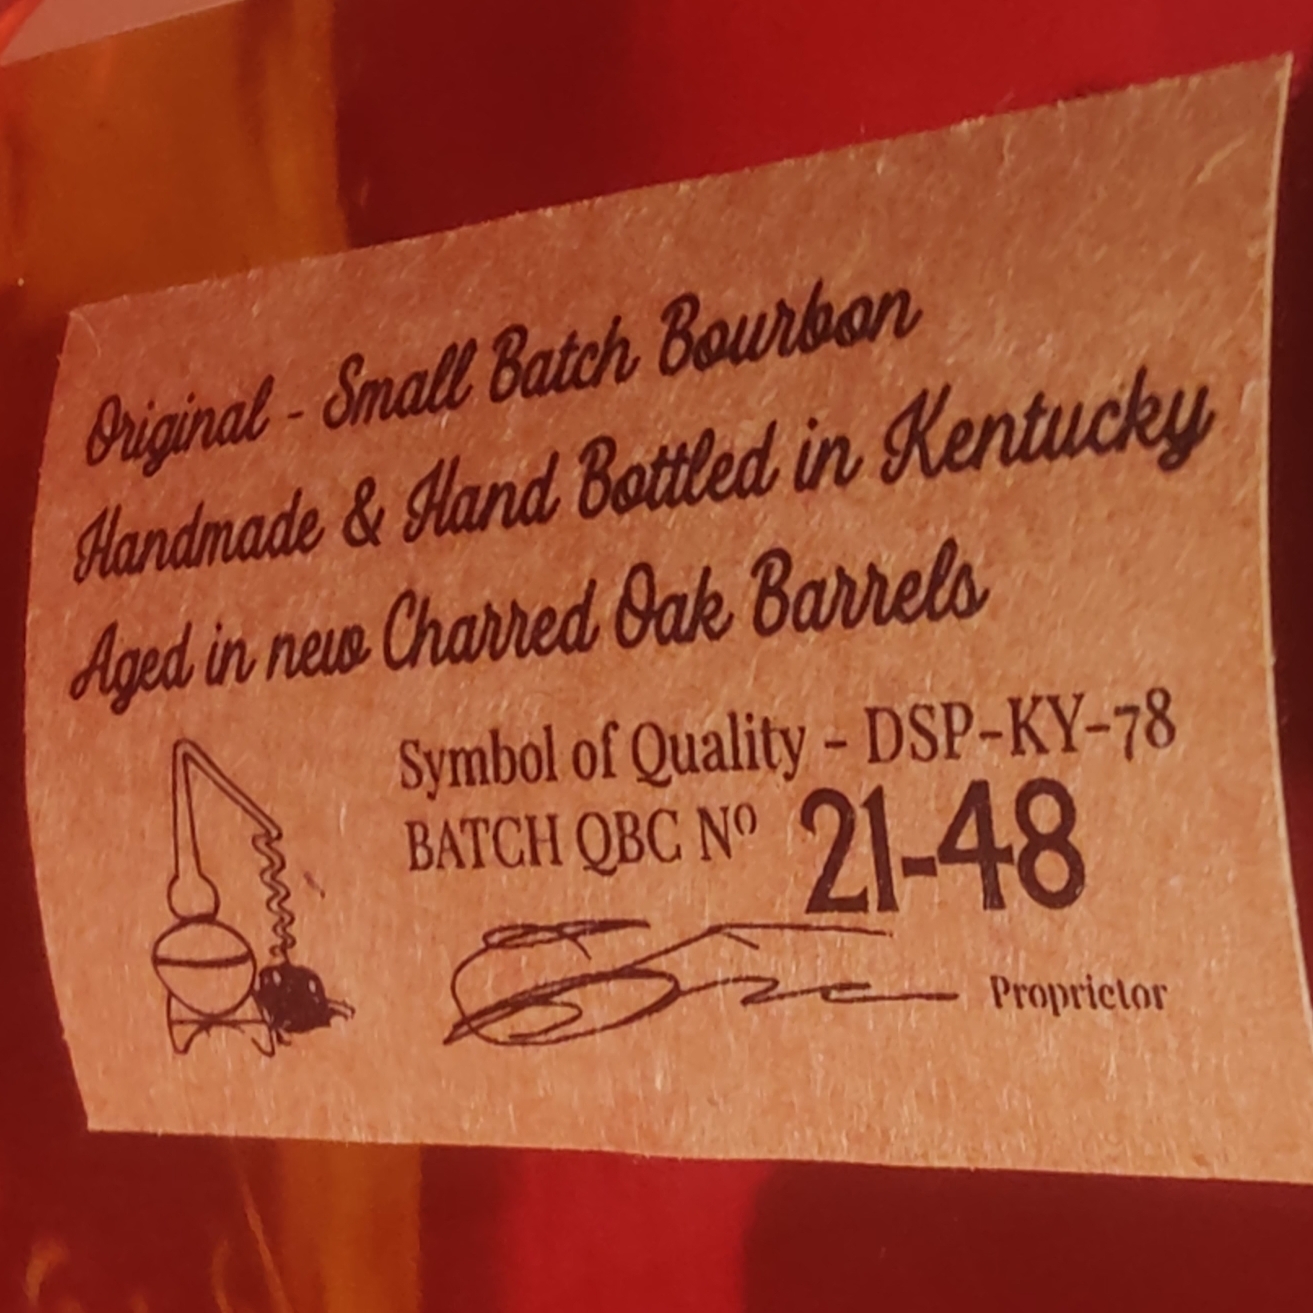 Original - Small Batch Bourbon
Handmade & Hand Bottled in Kentucky
Aged in new Charred Oak Barrels
Symbol of Quality - DSP-KY-78
BATCH QBC Nº 21-48
Proprietor